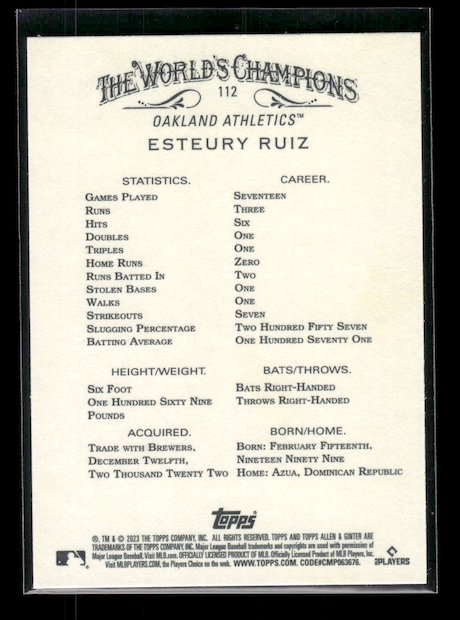 THE WORLD'S CHAMPIONS
112
OAKLAND ATHLETICS™
ESTEURY RUIZ
STATISTICS. CAREER.
GAMES PLAYED SEVENTEEN
RUNS THREE
HITS SIX
DOUBLES ONE
TRIPLES ONE
HOME RUNS ZERO
RUNS BATTED IN TWO
STOLEN BASES ONE
WALKS ONE
STRIKEOUTS SEVEN
SLUGGING PERCENTAGE TWO HUNDRED FIFTY SEVEN
BATTING AVERAGE ONE HUNDRED SEVENTY ONE
HEIGHT/WEIGHT. BATS/THROWS.
SIX FOOT BATS RIGHT-HANDED
ONE HUNDRED SIXTY NINE THROWS RIGHT-HANDED
POUNDS
ACQUIRED. BORN/HOME.
TRADE WITH BREWERS, BORN: FEBRUARY FIFTEENTH,
DECEMBER TWELFTH, NINETEEN NINETY NINE
TWO THOUSAND TWENTY TWO HOME: AZUA, DOMINICAN REPUBLIC
Topps
®, TM & © 2023 THE TOPPS COMPANY, INC. ALL RIGHTS RESERVED. TOPPS AND TOPPS ALLEN & GINTER ARE
TRADEMARKS OF THE TOPPS COMPANY, INC. Major League Baseball trademarks and copyrights are used with permission of
Major League Baseball. Visit MLB.com. OFFICIALLY LICENSED PRODUCT OF MLB Players, Inc.
Visit MLBPLAYERS.COM, the Players Choice on the web. WWW.TOPPS.COM. CODE#CMP063676.
PLAYERS